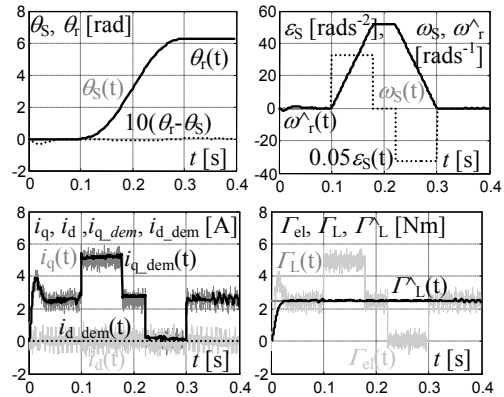 θS, θr [rad]
8
6
4
2
0
-2
0 0.1 0.2 0.3 0.4
θS(t)
θr(t)
10(θr-θS)
t [s]
εS [rads-2], ωS, ω^r [rads-1]
60
40
20
0
-20
-40
0 0.1 0.2 0.3 0.4
ωS(t)
ω^r(t)
0.05εS(t)
t [s]
iq, id ,iq_dem, id_dem [A]
8
6
4
2
0
-2
0 0.1 0.2 0.3 0.4
iq(t)
iq_dem(t)
id_dem(t)
id(t)
t [s]
Γel, ΓL, Γ^L [Nm]
8
6
4
2
0
-2
0 0.1 0.2 0.3 0.4
ΓL(t)
Γ^L(t)
Γel(t)
t [s]